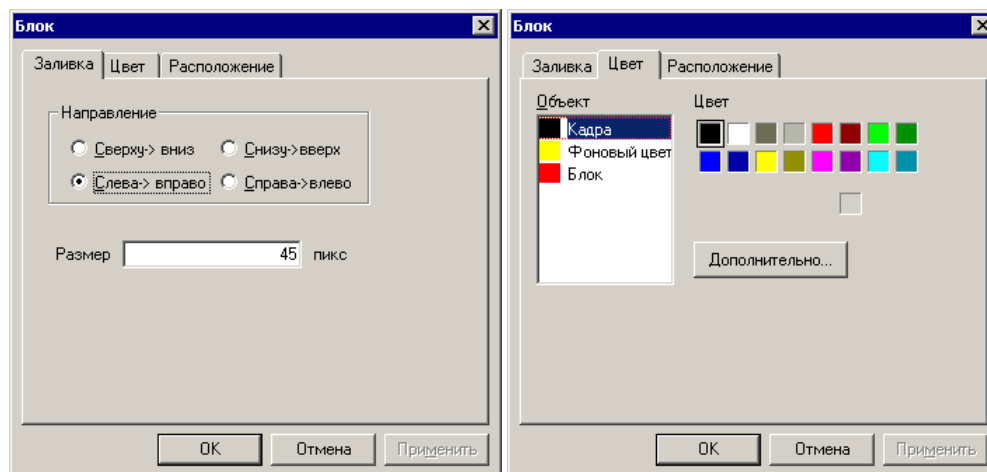 Блок
Заливка Цвет Расположение
Направление
Сверху-> вниз Снизу->вверх
Слева-> вправо Справа->влево
Размер 45 пикс
OK Отмена Применить
Блок
Заливка Цвет Расположение
Объект Цвет
Кадра
Фоновый цвет
Блок
Дополнительно...
OK Отмена Применить